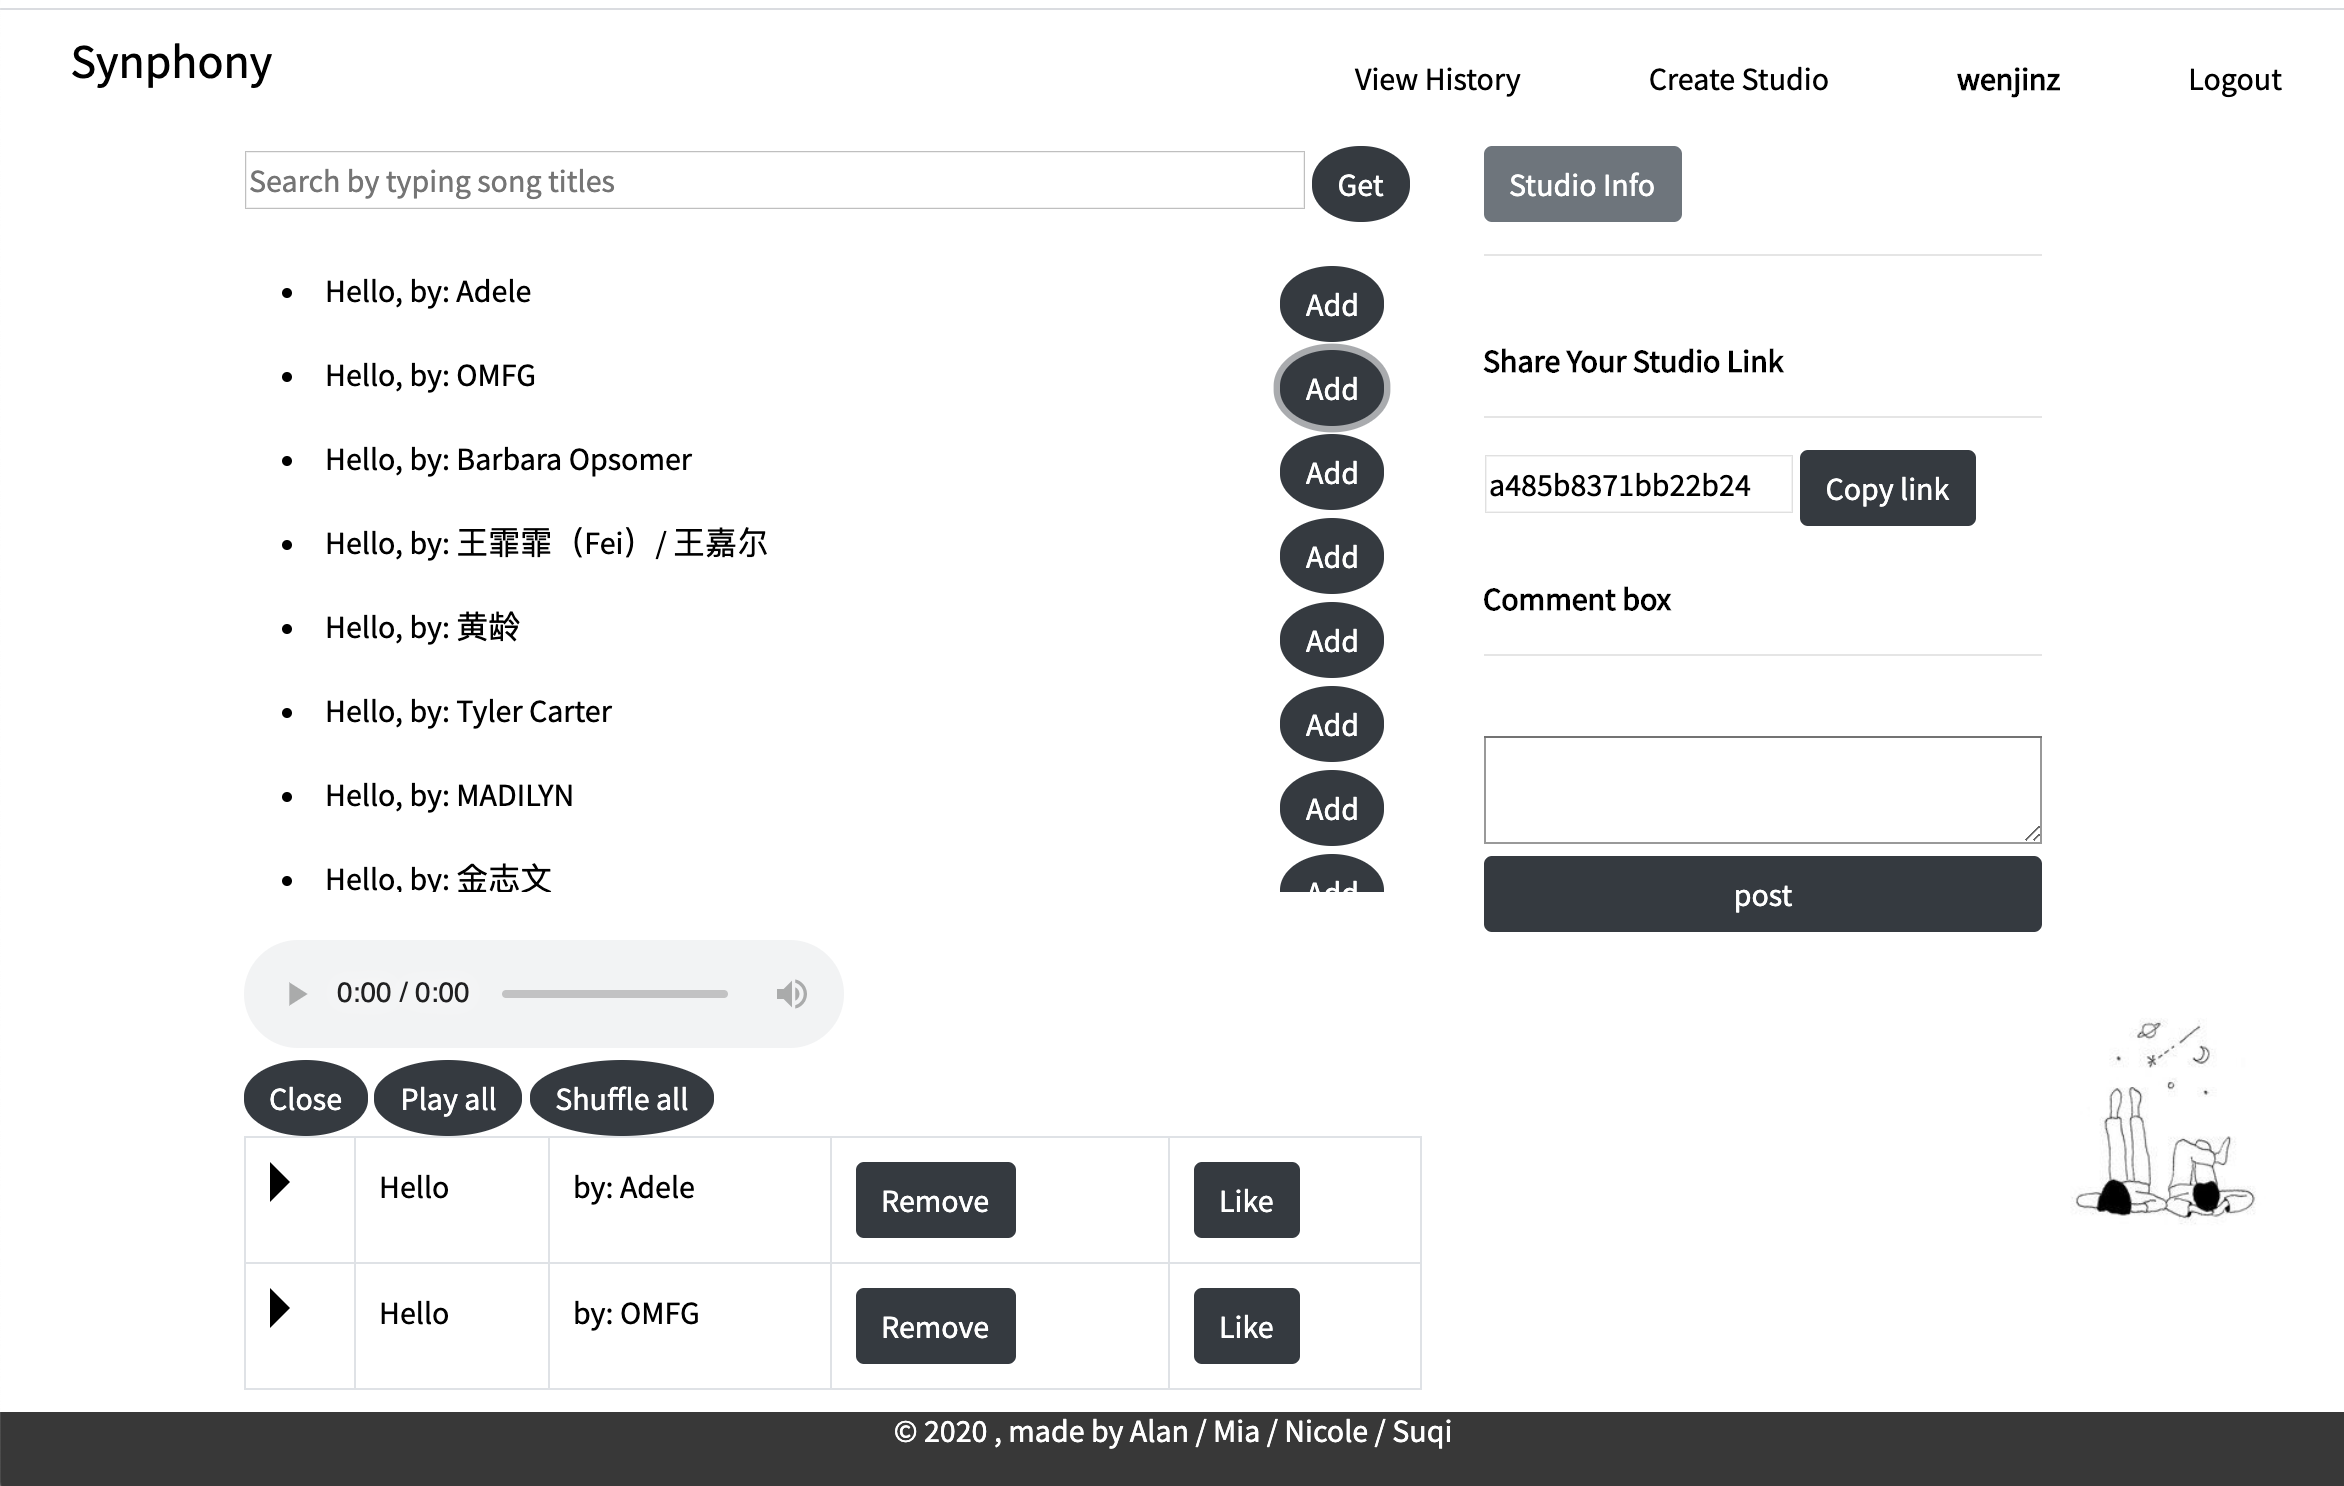 Synphony
View History Create Studio wenjinz Logout
Search by typing song titles Get
Studio Info
Hello, by: Adele Add
Hello, by: OMFG Add
Hello, by: Barbara Opsomer Add
Hello, by: 王霏霏（Fei）/ 王嘉尔 Add
Hello, by: 黄龄 Add
Hello, by: Tyler Carter Add
Hello, by: MADILYN Add
Hello, by: 金志文 Add
Share Your Studio Link
a485b8371bb22b24 Copy link
Comment box
post
0:00 / 0:00
Close Play all Shuffle all
Hello by: Adele Remove Like
Hello by: OMFG Remove Like
© 2020 , made by Alan / Mia / Nicole / Suqi